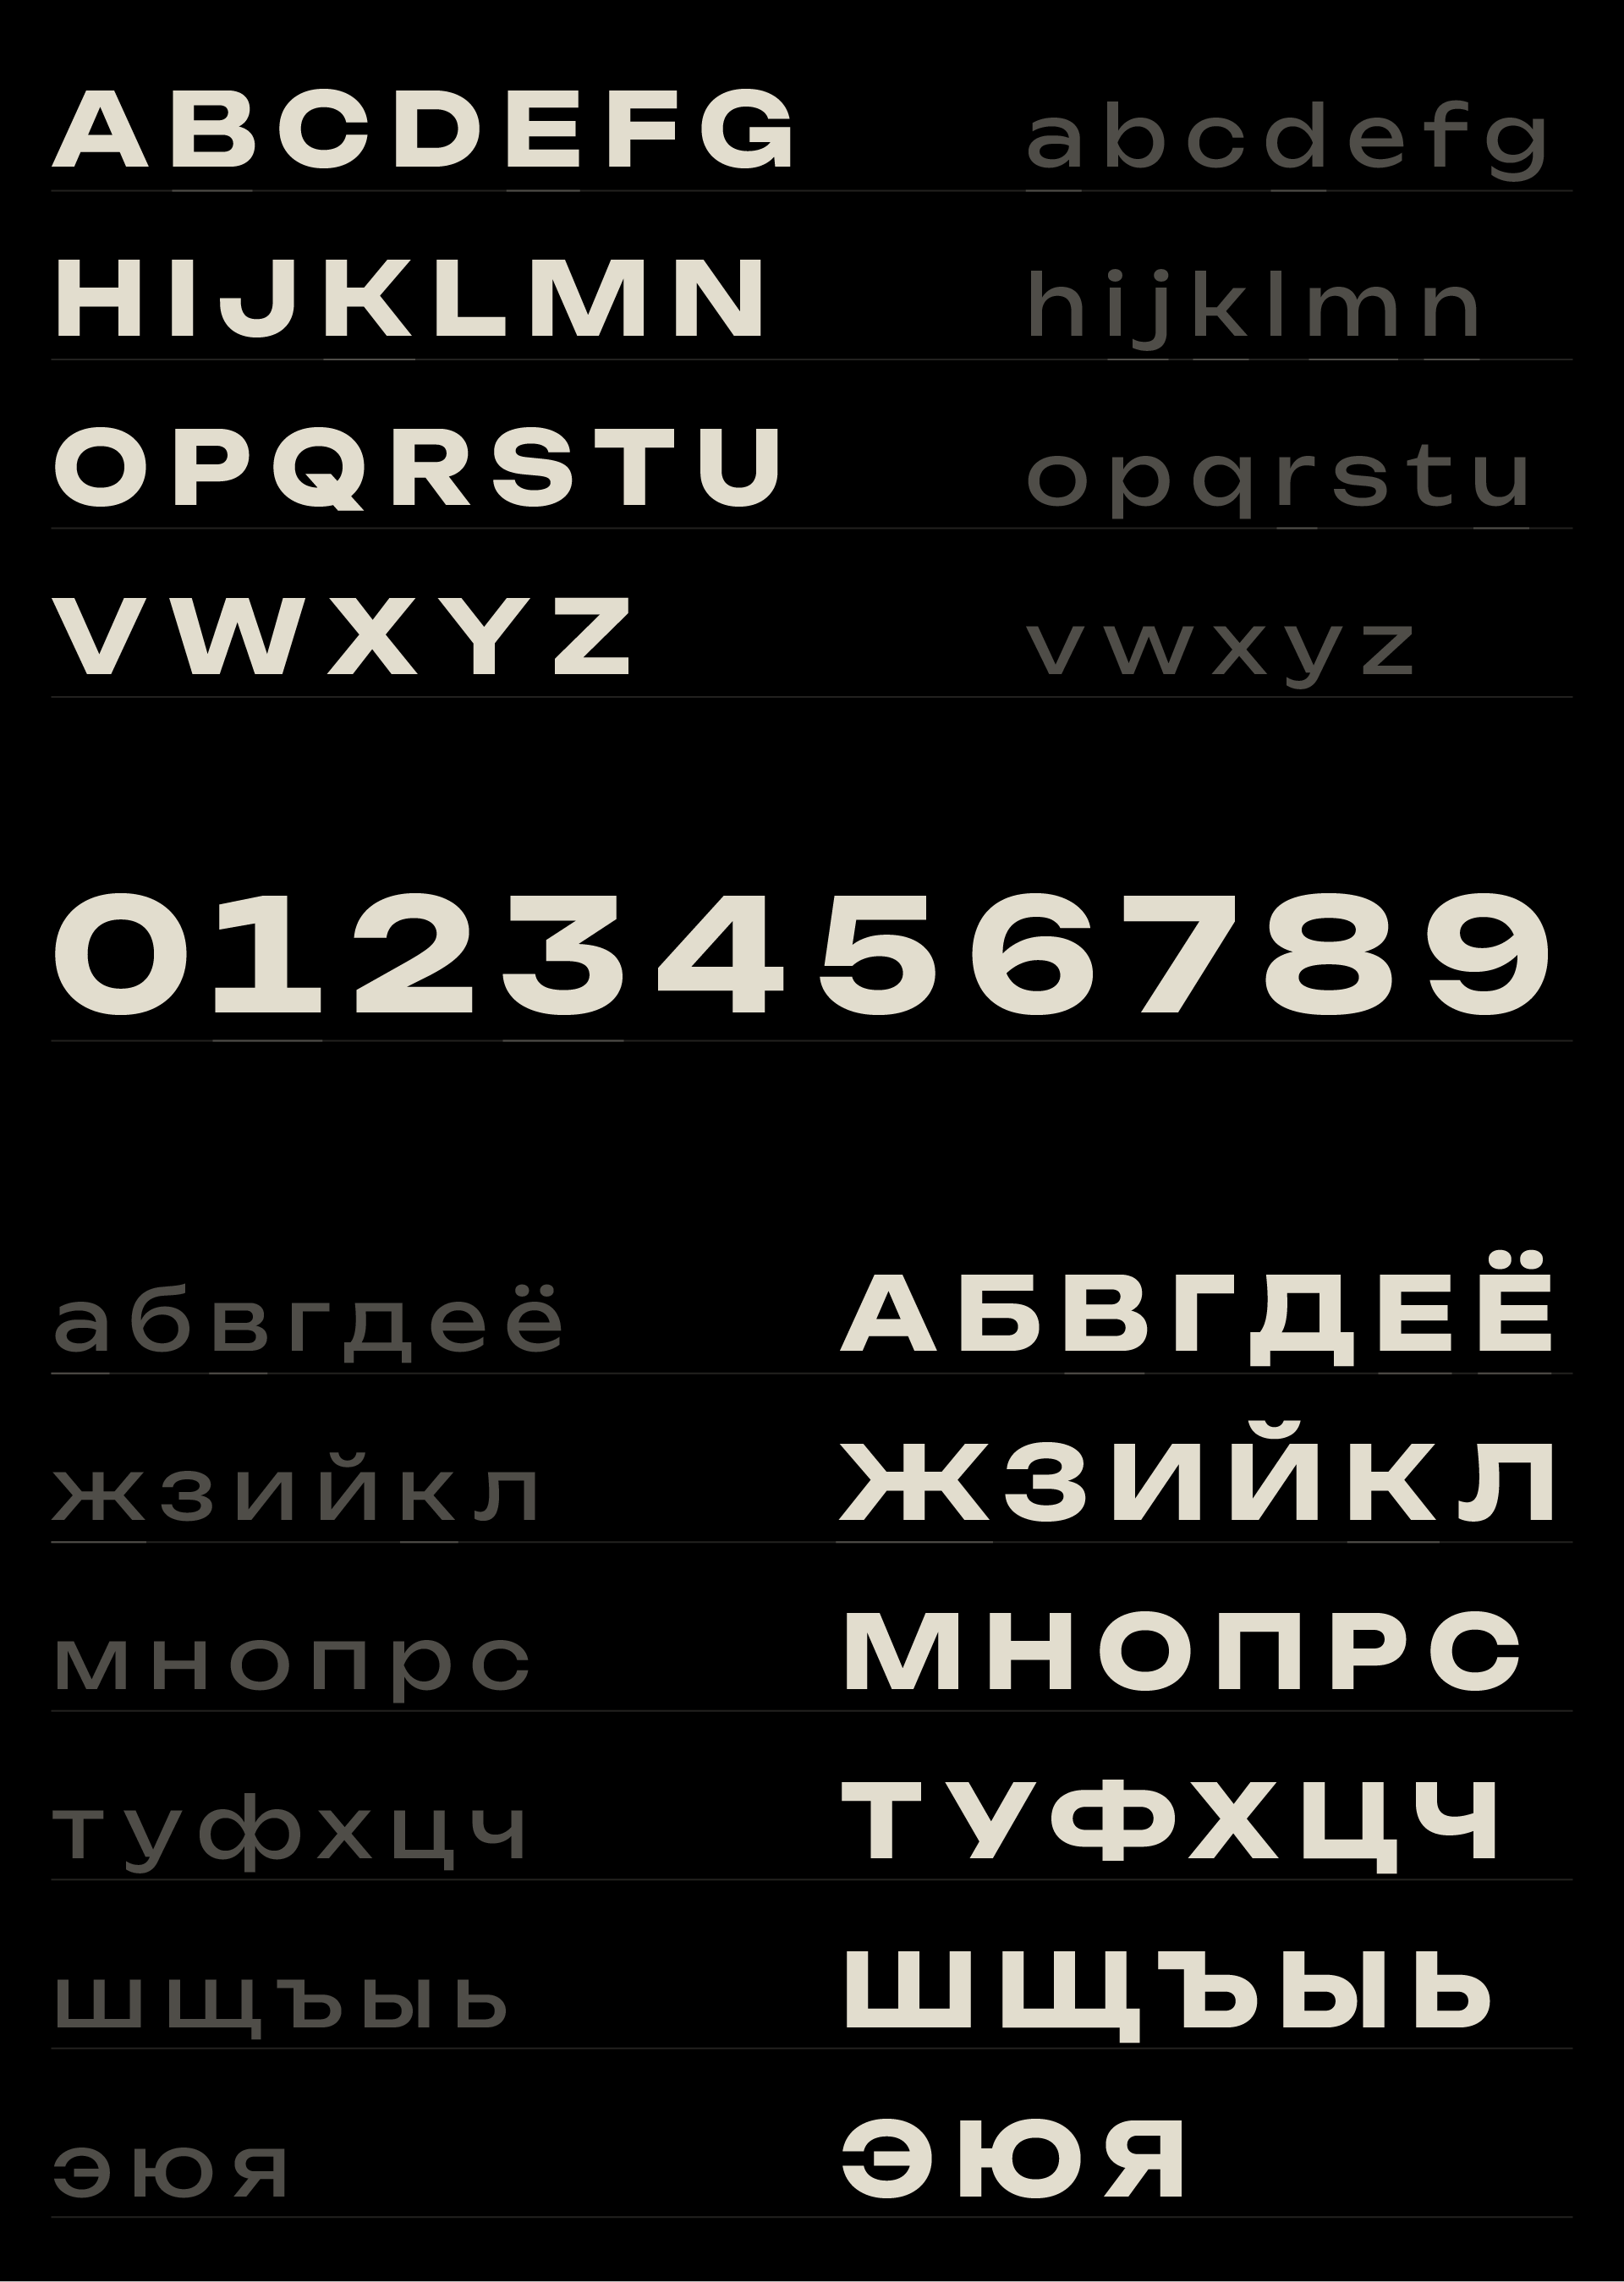 ABCDEFG abcdefg
HIJKLMN hijklmn
OPQRSTU opqrstu
VWXYZ vwxyz
0123456789
абвгдеё АБВГДЕЁ
жзийкл ЖЗИЙКЛ
мнопрс МНОПРС
туфхцч ТУФХЦЧ
шщъыь ШЩЪЫЬ
эюя ЭЮЯ